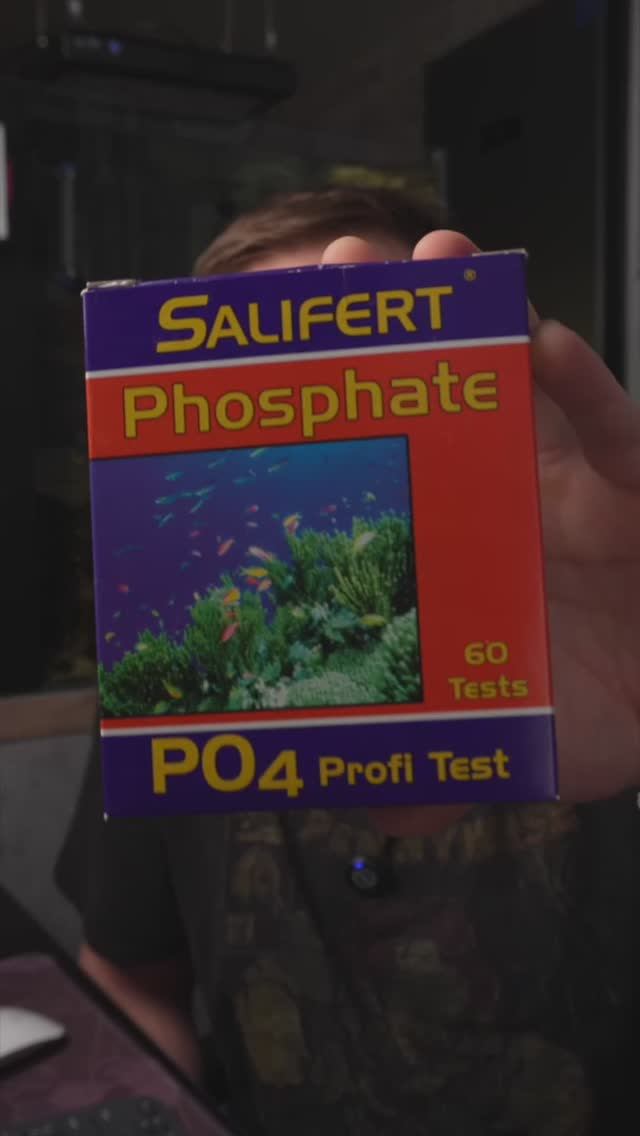 SALIFERT®
Phosphate
60
Tests
PO4 Profi Test